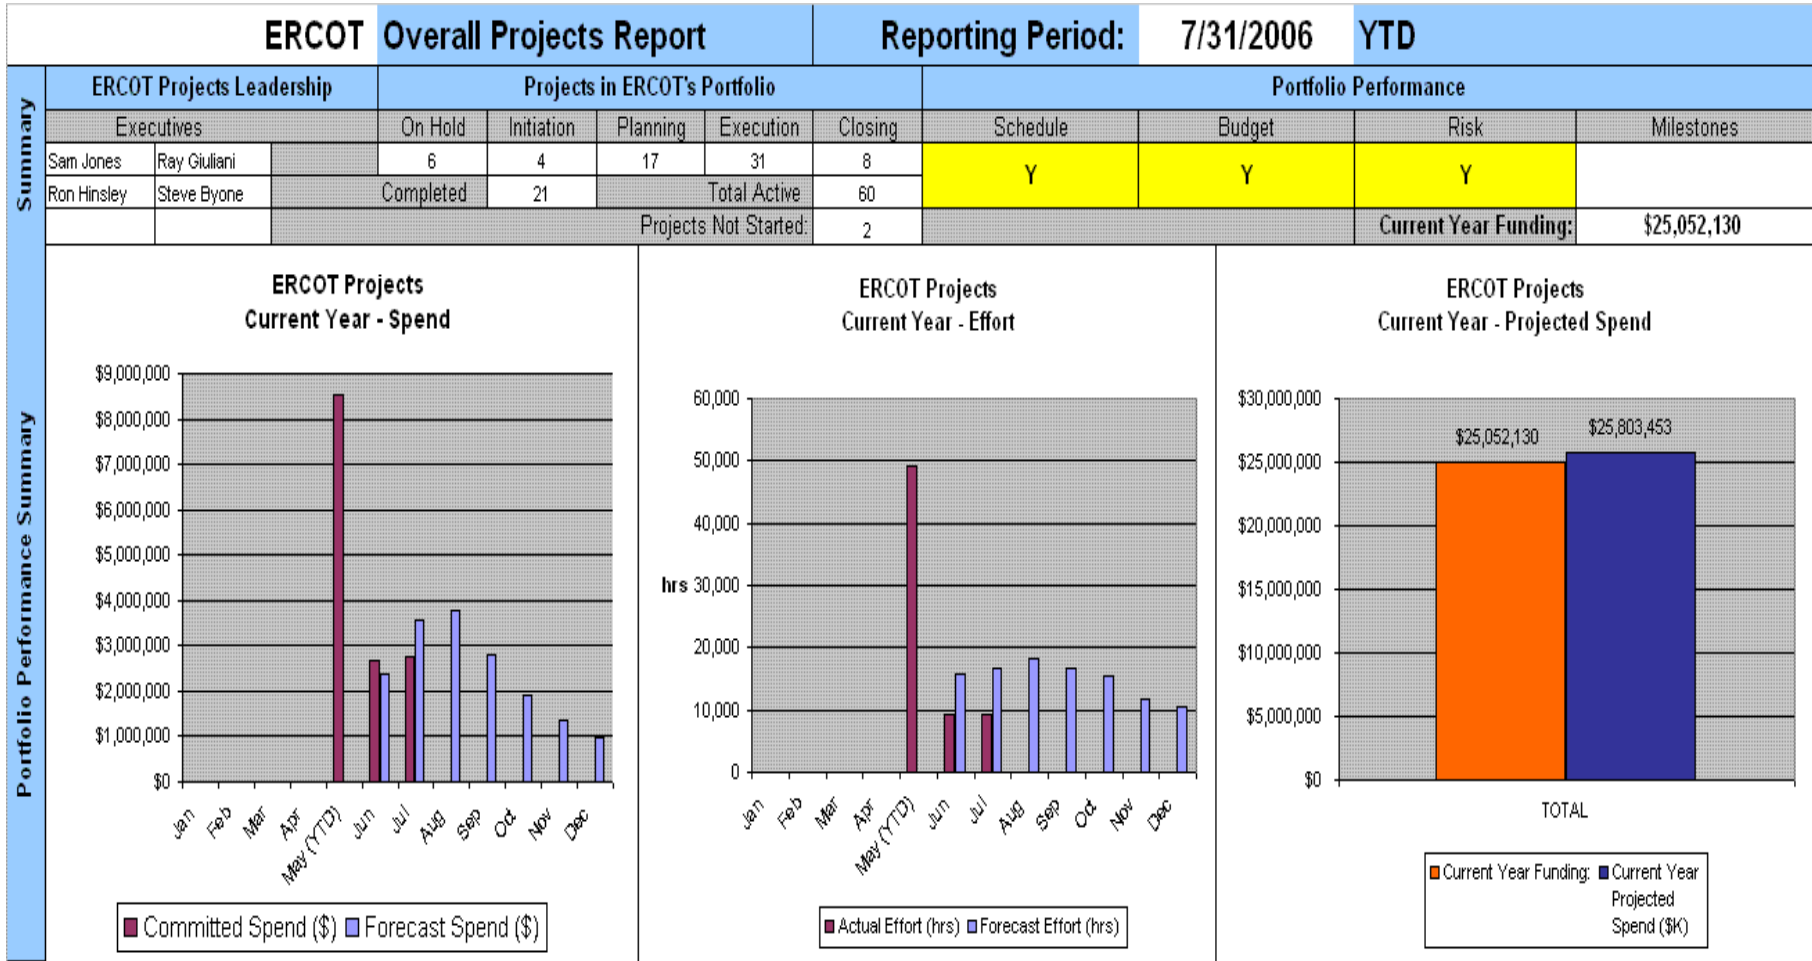 ERCOT Overall Projects Report Reporting Period: 7/31/2006 YTD
Summary
ERCOT Projects Leadership Projects in ERCOT's Portfolio Portfolio Performance
Executives On Hold Initiation Planning Execution Closing Schedule Budget Risk Milestones
Sam Jones Ray Giuliani 6 4 17 31 8 Y Y Y
Ron Hinsley Steve Byone Completed 21 Total Active 60
Projects Not Started: 2 Current Year Funding: $25,052,130
Portfolio Performance Summary
ERCOT Projects
Current Year - Spend
$9,000,000
$8,000,000
$7,000,000
$6,000,000
$5,000,000
$4,000,000
$3,000,000
$2,000,000
$1,000,000
$0
Jan Feb Mar Apr May (YTD) Jun Jul Aug Sep Oct Nov Dec
Committed Spend ($) Forecast Spend ($)
ERCOT Projects
Current Year - Effort
60,000
50,000
40,000
hrs 30,000
20,000
10,000
0
Jan Feb Mar Apr May (YTD) Jun Jul Aug Sep Oct Nov Dec
Actual Effort (hrs) Forecast Effort (hrs)
ERCOT Projects
Current Year - Projected Spend
$30,000,000
$25,052,130 $25,803,453
$25,000,000
$20,000,000
$15,000,000
$10,000,000
$5,000,000
$0
TOTAL
Current Year Funding: Current Year
Projected
Spend ($K)